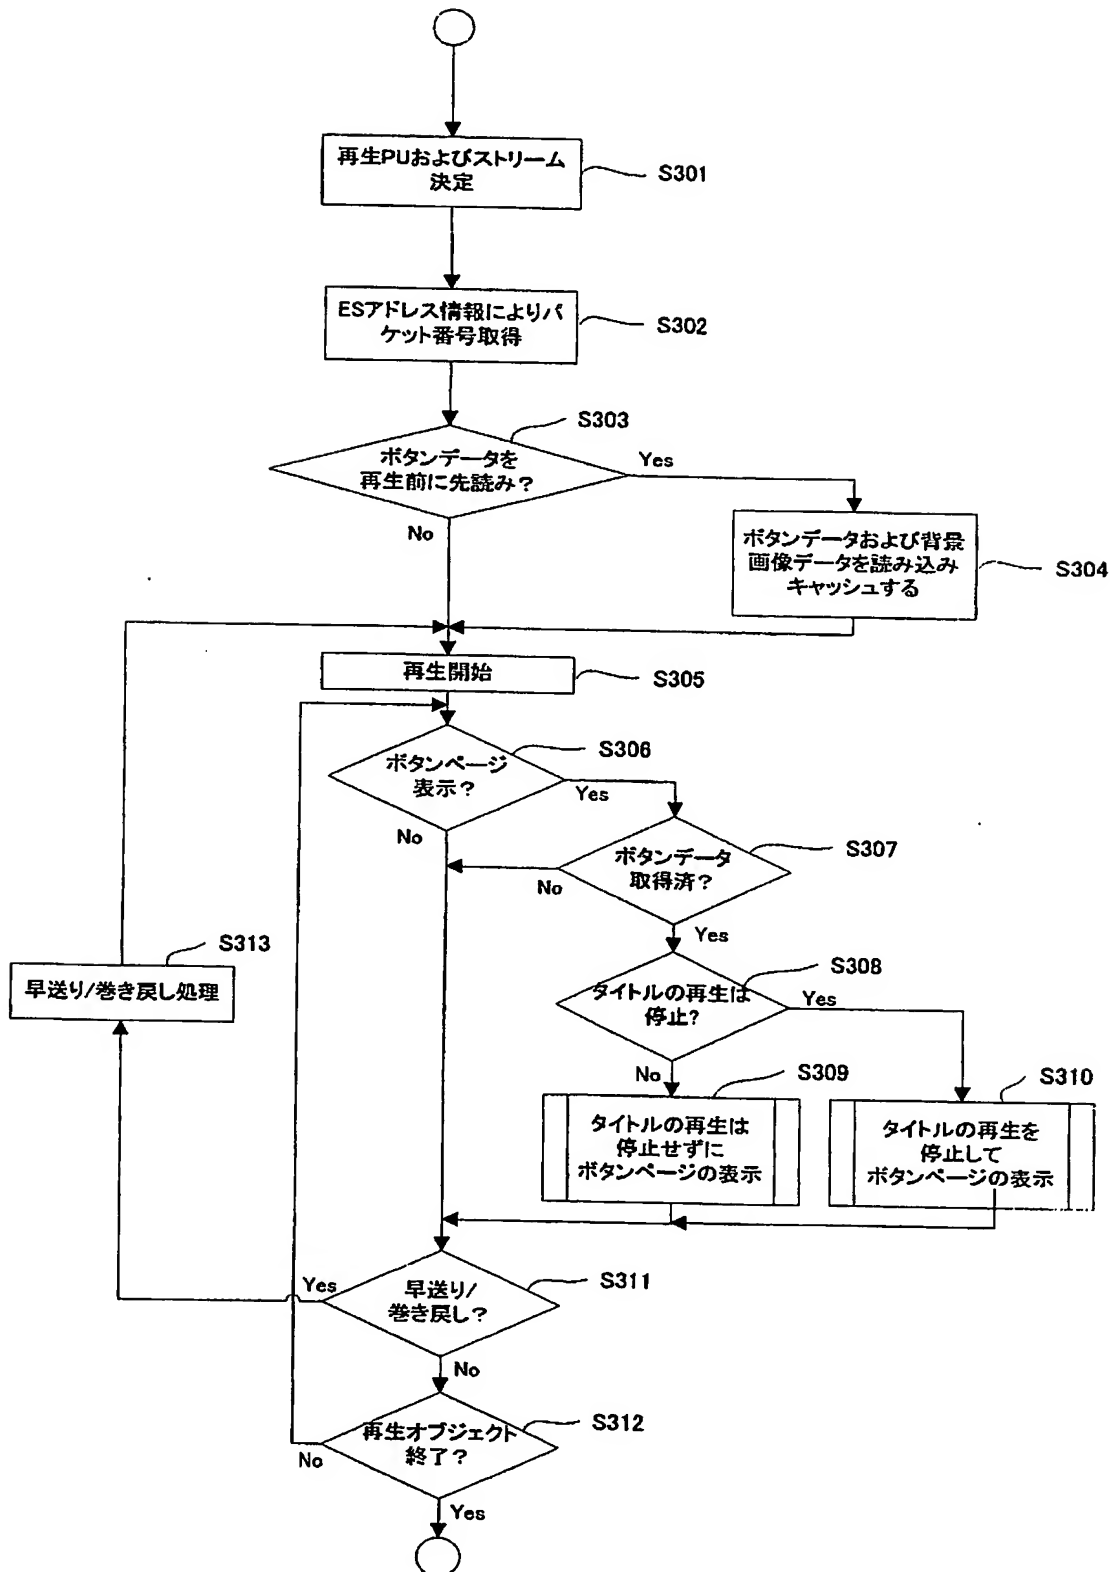 再生PUおよびストリーム
決定
S301
ESアドレス情報によりパ
ケット番号取得
S302
S303
ボタンデータを
再生前に先読み？
Yes
No
ボタンデータおよび背景
画像データを読み込み
キャッシュする
S304
再生開始
S305
S306
ボタンページ
表示？
Yes
No
S307
ボタンデータ
取得済？
No
Yes
S313
早送り/巻き戻し処理
S308
タイトルの再生は
停止?
Yes
No
S309
タイトルの再生は
停止せずに
ボタンページの表示
S310
タイトルの再生を
停止して
ボタンページの表示
S311
早送り/
巻き戻し？
Yes
No
S312
再生オブジェクト
終了？
No
Yes